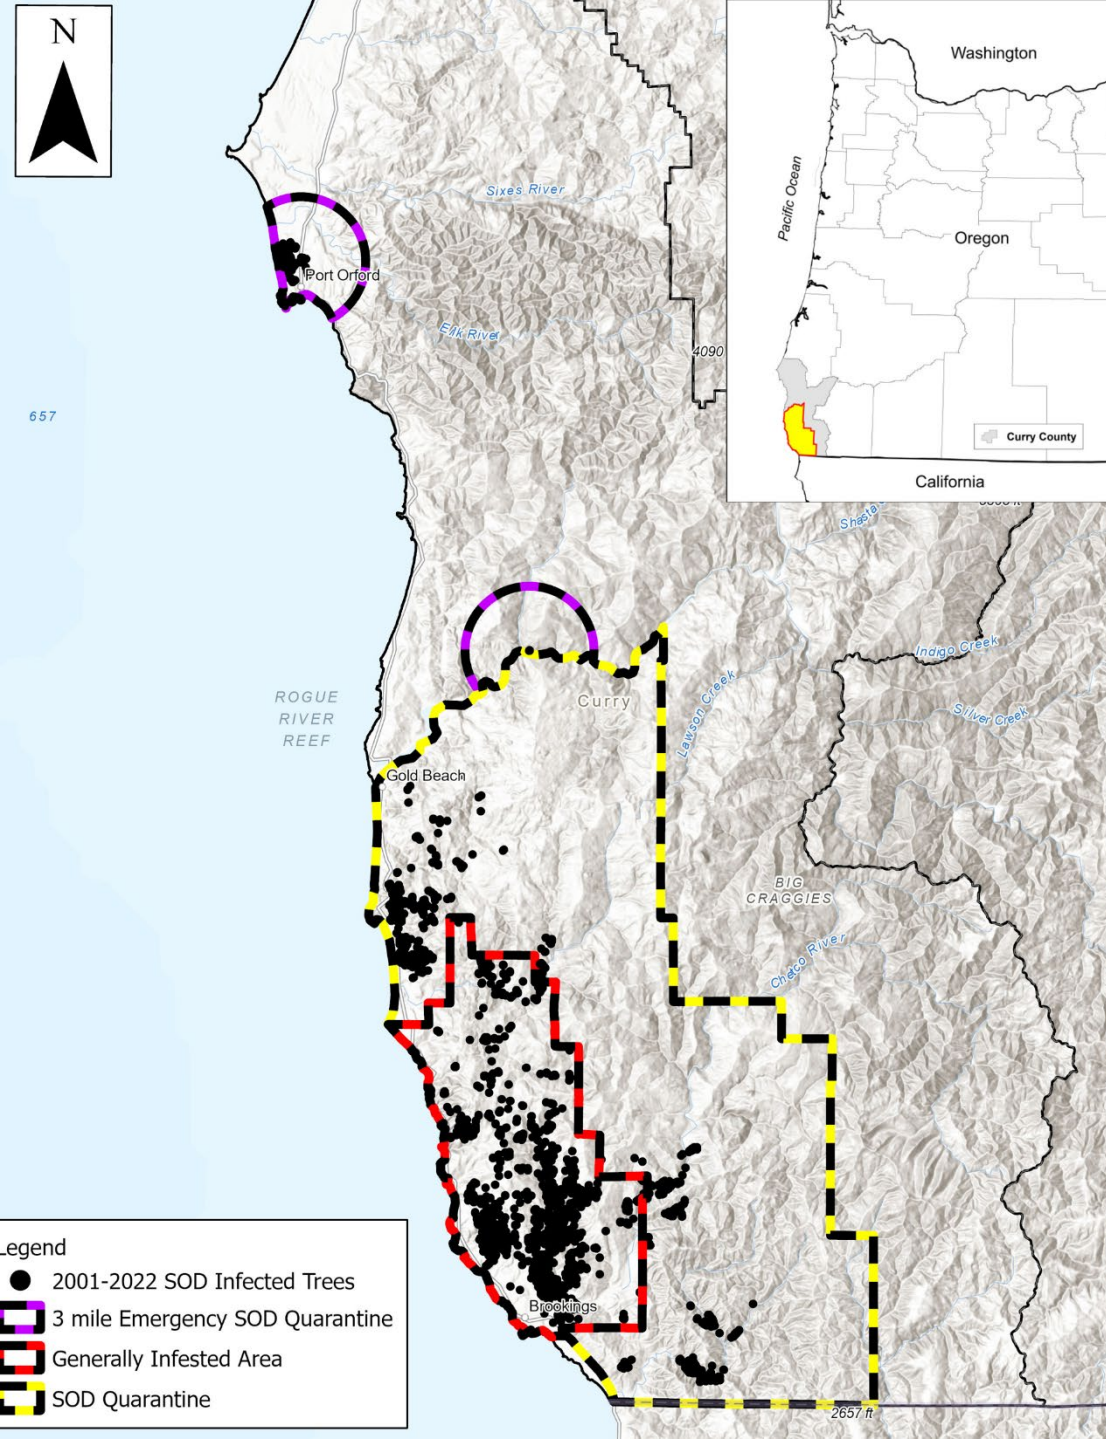 N
Washington
Pacific Ocean
Oregon
Curry County
California
Sixes River
Port Orford
Elk River
4090
657
Shasta
Indigo Creek
Lawson Creek
Silver Creek
Curry
ROGUE
RIVER
REEF
Gold Beach
BIG
CRAGGIES
Chetco River
Brookings
2657 ft
Legend
2001-2022 SOD Infected Trees
3 mile Emergency SOD Quarantine
Generally Infested Area
SOD Quarantine